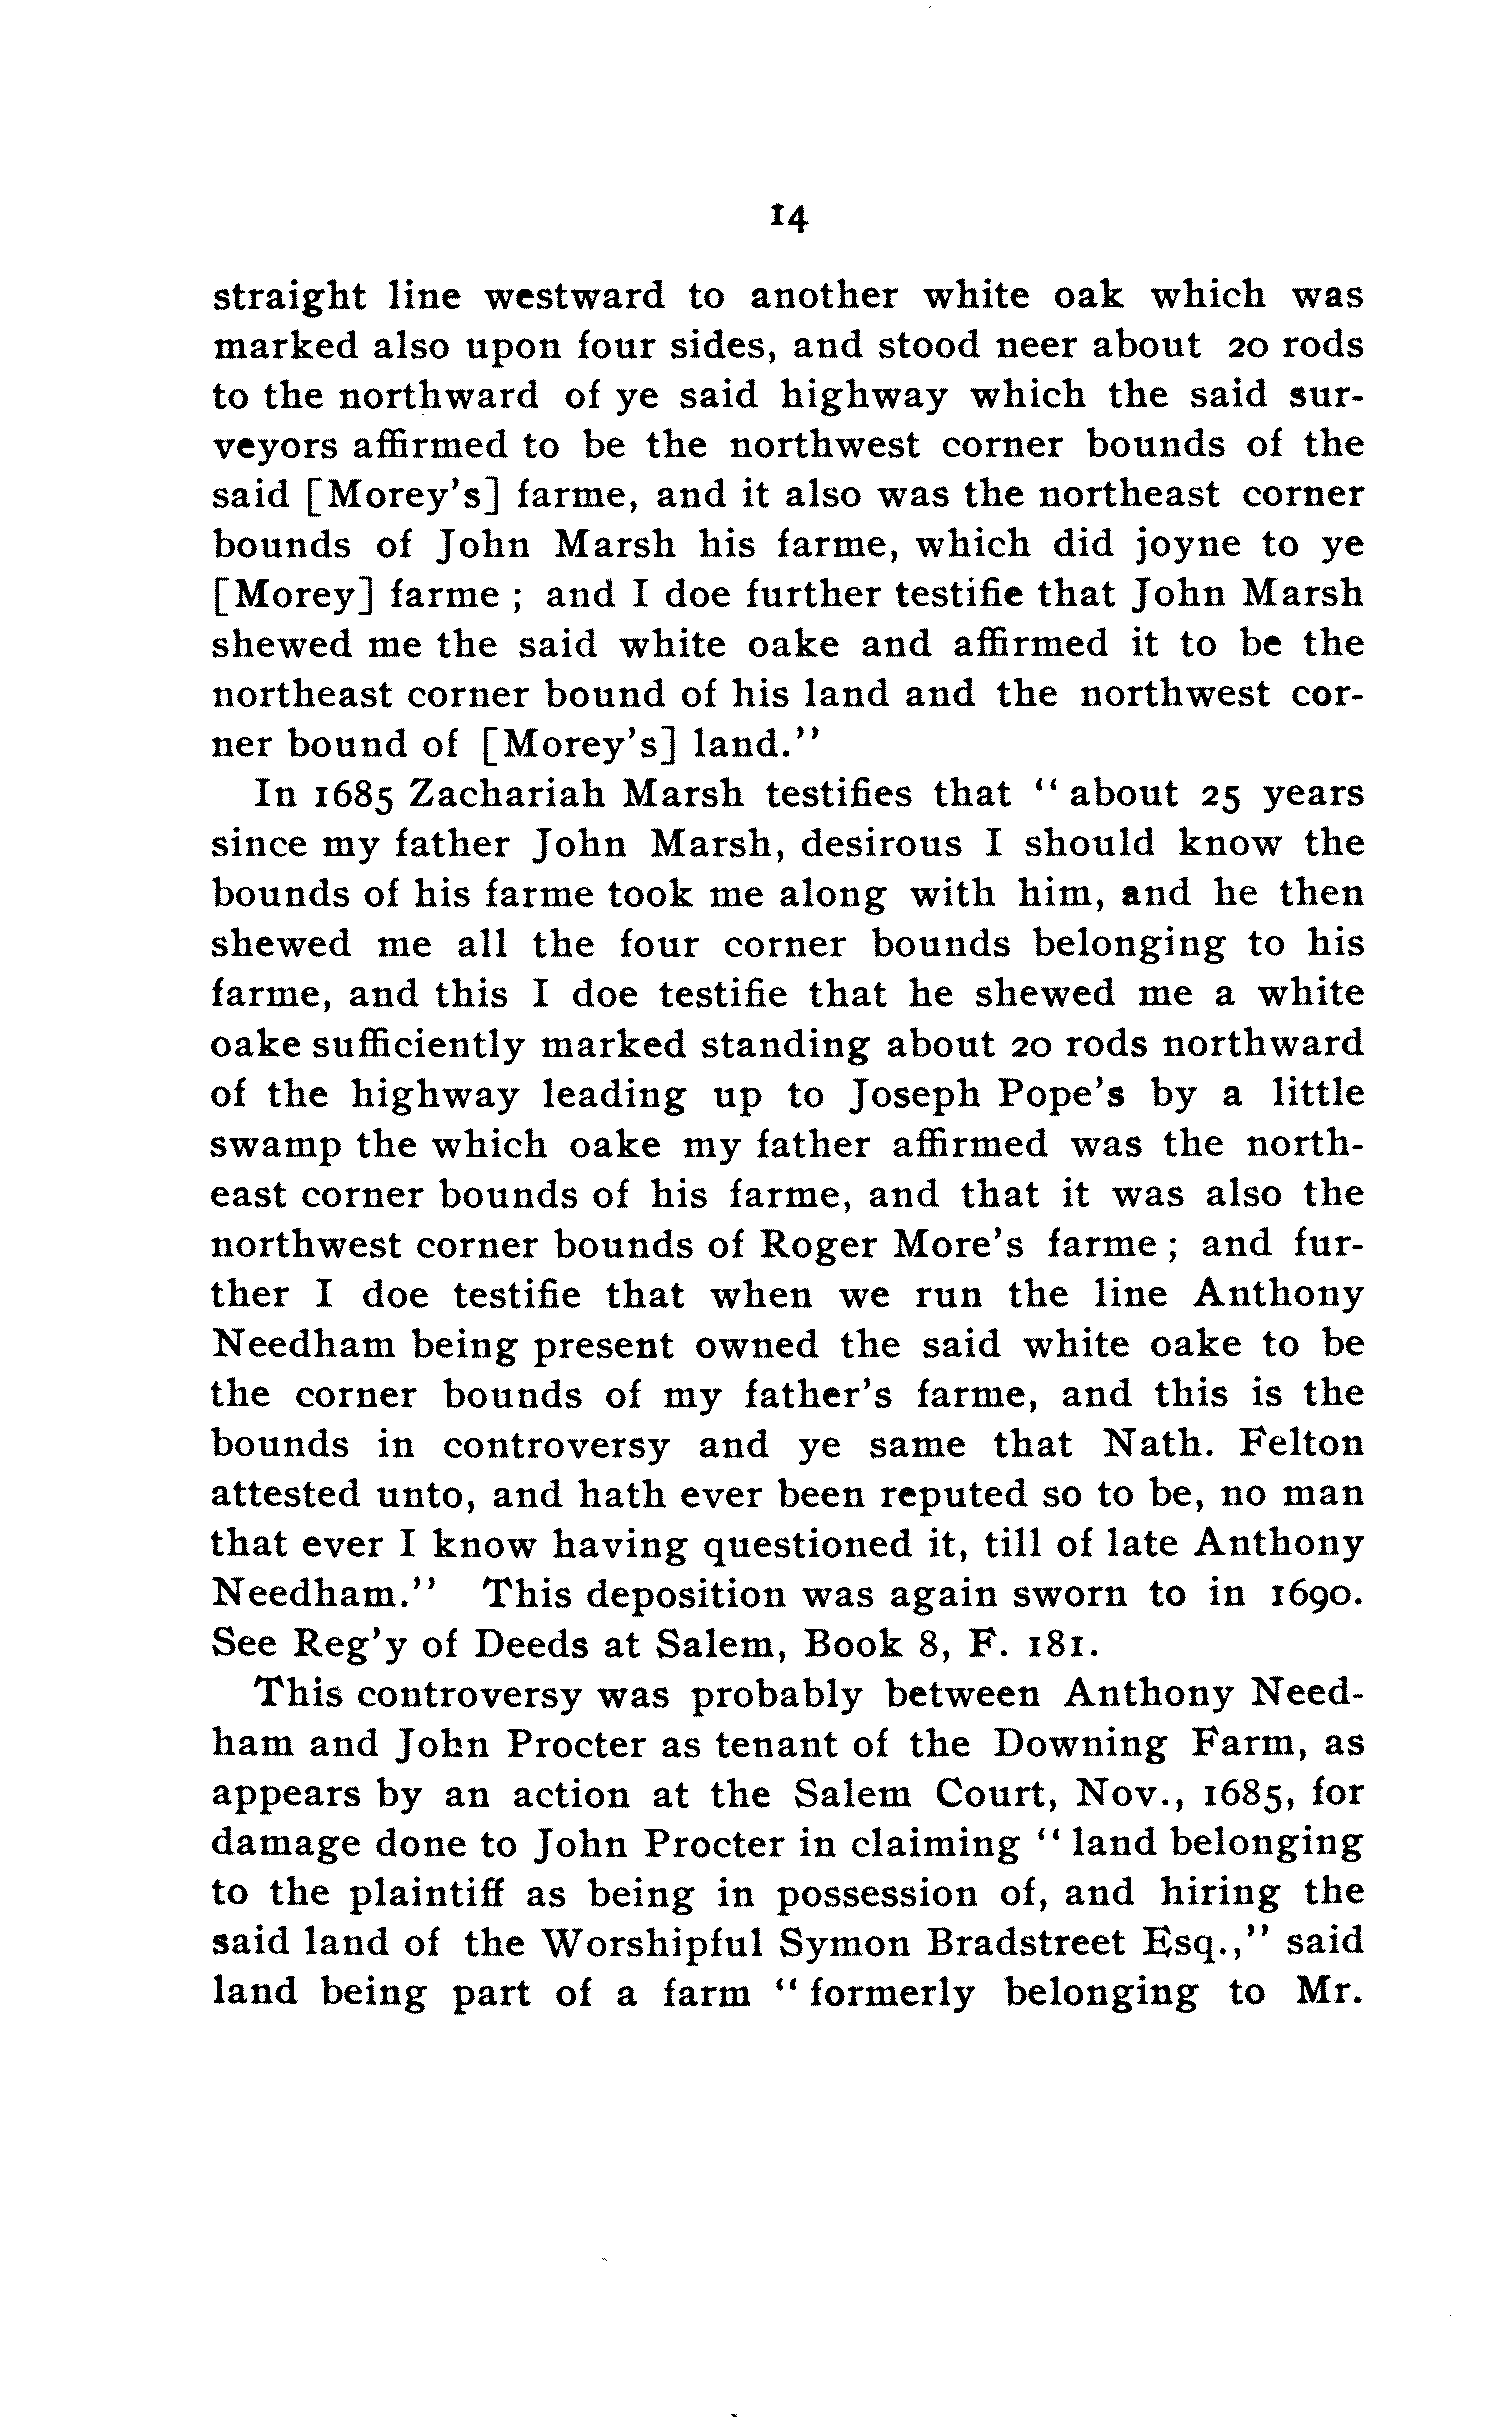 14
straight line westward to another white oak which was
marked also upon four sides, and stood neer about 20 rods
to the northward of ye said highway which the said sur-
veyors affirmed to be the northwest corner bounds of the
said [Morey's] farme, and it also was the northeast corner
bounds of John Marsh his farme, which did joyne to ye
[Morey] farme ; and I doe further testifie that John Marsh
shewed me the said white oake and affirmed it to be the
northeast corner bound of his land and the northwest cor-
ner bound of [Morey's] land."
In 1685 Zachariah Marsh testifies that "about 25 years
since my father John Marsh, desirous I should know the
bounds of his farme took me along with him, and he then
shewed me all the four corner bounds belonging to his
farme, and this I doe testifie that he shewed me a white
oake sufficiently marked standing about 20 rods northward
of the highway leading up to Joseph Pope's by a little
swamp the which oake my father affirmed was the north-
east corner bounds of his farme, and that it was also the
northwest corner bounds of Roger More's farme ; and fur-
ther I doe testifie that when we run the line Anthony
Needham being present owned the said white oake to be
the corner bounds of my father's farme, and this is the
bounds in controversy and ye same that Nath. Felton
attested unto, and hath ever been reputed so to be, no man
that ever I know having questioned it, till of late Anthony
Needham." This deposition was again sworn to in 1690.
See Reg'y of Deeds at Salem, Book 8, F. 181.
This controversy was probably between Anthony Need-
ham and John Procter as tenant of the Downing Farm, as
appears by an action at the Salem Court, Nov., 1685, for
damage done to John Procter in claiming "land belonging
to the plaintiff as being in possession of, and hiring the
said land of the Worshipful Symon Bradstreet Esq.," said
land being part of a farm "formerly belonging to Mr.